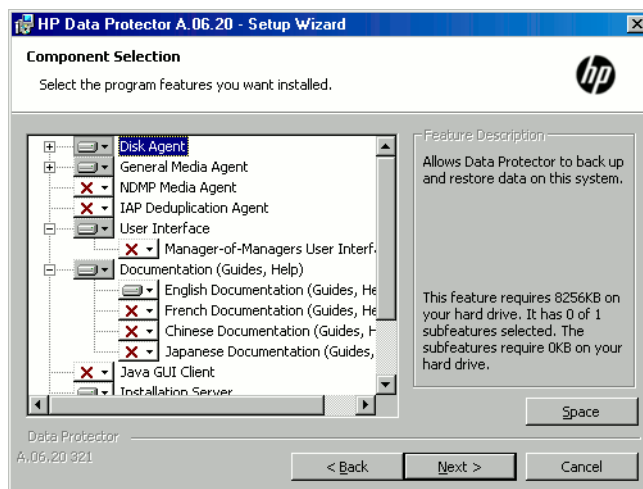 HP Data Protector A.06.20 - Setup Wizard
Component Selection
Select the program features you want installed.
hp
Disk Agent
General Media Agent
NDMP Media Agent
IAP Deduplication Agent
User Interface
Manager-of-Managers User Interf
Documentation (Guides, Help)
English Documentation (Guides, He
French Documentation (Guides, He
Chinese Documentation (Guides, H
Japanese Documentation (Guides,
Java GUI Client
Installation Server
Feature Description
Allows Data Protector to back up
and restore data on this system.
This feature requires 8256KB on
your hard drive. It has 0 of 1
subfeatures selected. The
subfeatures require 0KB on your
hard drive.
Space
Data Protector
A.06.20 321
< Back
Next >
Cancel